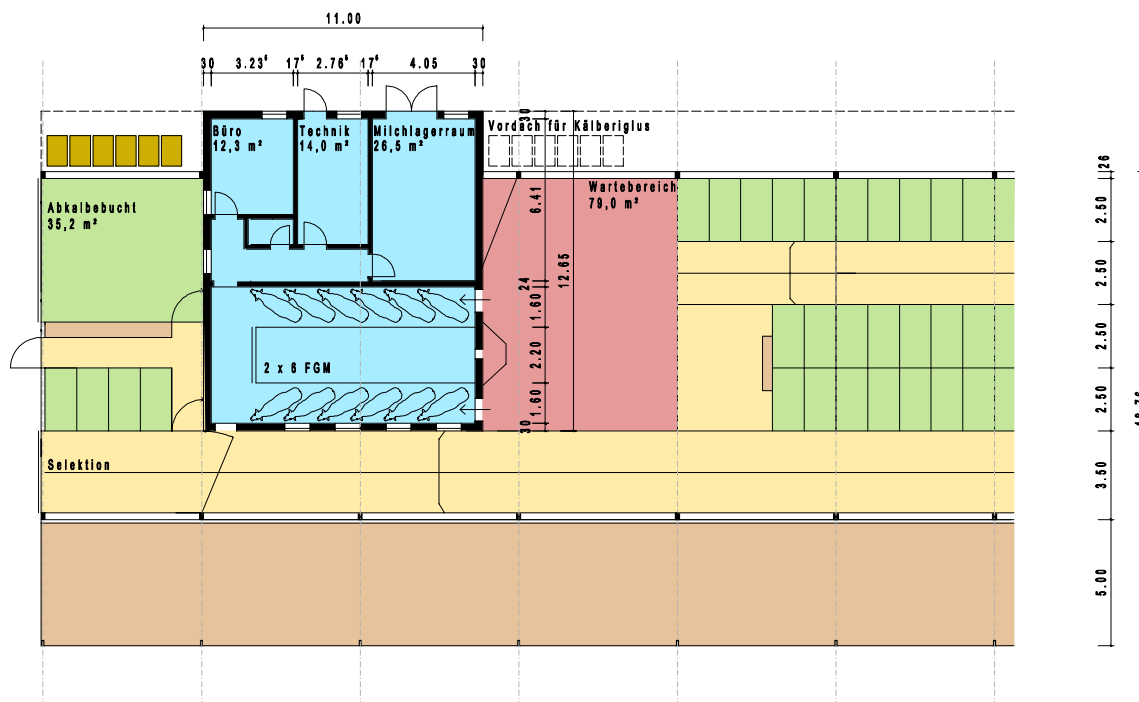 11.00
30 3.23⁵ 17⁵ 2.76⁵ 17⁵ 4.05 30
Büro
12,3 m²
Technik
14,0 m²
Milchlagerraum
26,5 m²
30
Vordach für Kälberiglus
26
Abkalbebucht
35,2 m²
Wartebereich
79,0 m²
6.41
2.50
12.65
2.50
24
1.60
2.50
2.20
2 x 6 FGM
1.60
2.50
30
Selektion
3.50
5.00